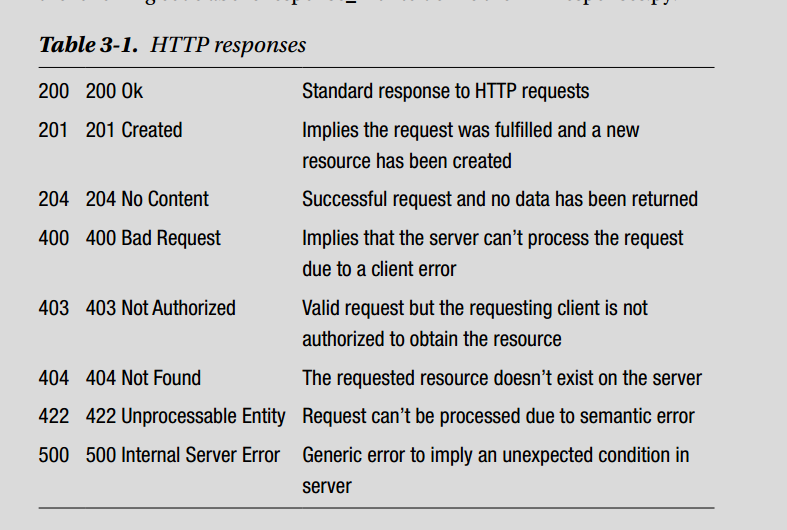 Table 3-1. HTTP responses
200 200 Ok Standard response to HTTP requests
201 201 Created Implies the request was fulfilled and a new
resource has been created
204 204 No Content Successful request and no data has been returned
400 400 Bad Request Implies that the server can't process the request
due to a client error
403 403 Not Authorized Valid request but the requesting client is not
authorized to obtain the resource
404 404 Not Found The requested resource doesn't exist on the server
422 422 Unprocessable Entity Request can't be processed due to semantic error
500 500 Internal Server Error Generic error to imply an unexpected condition in
server